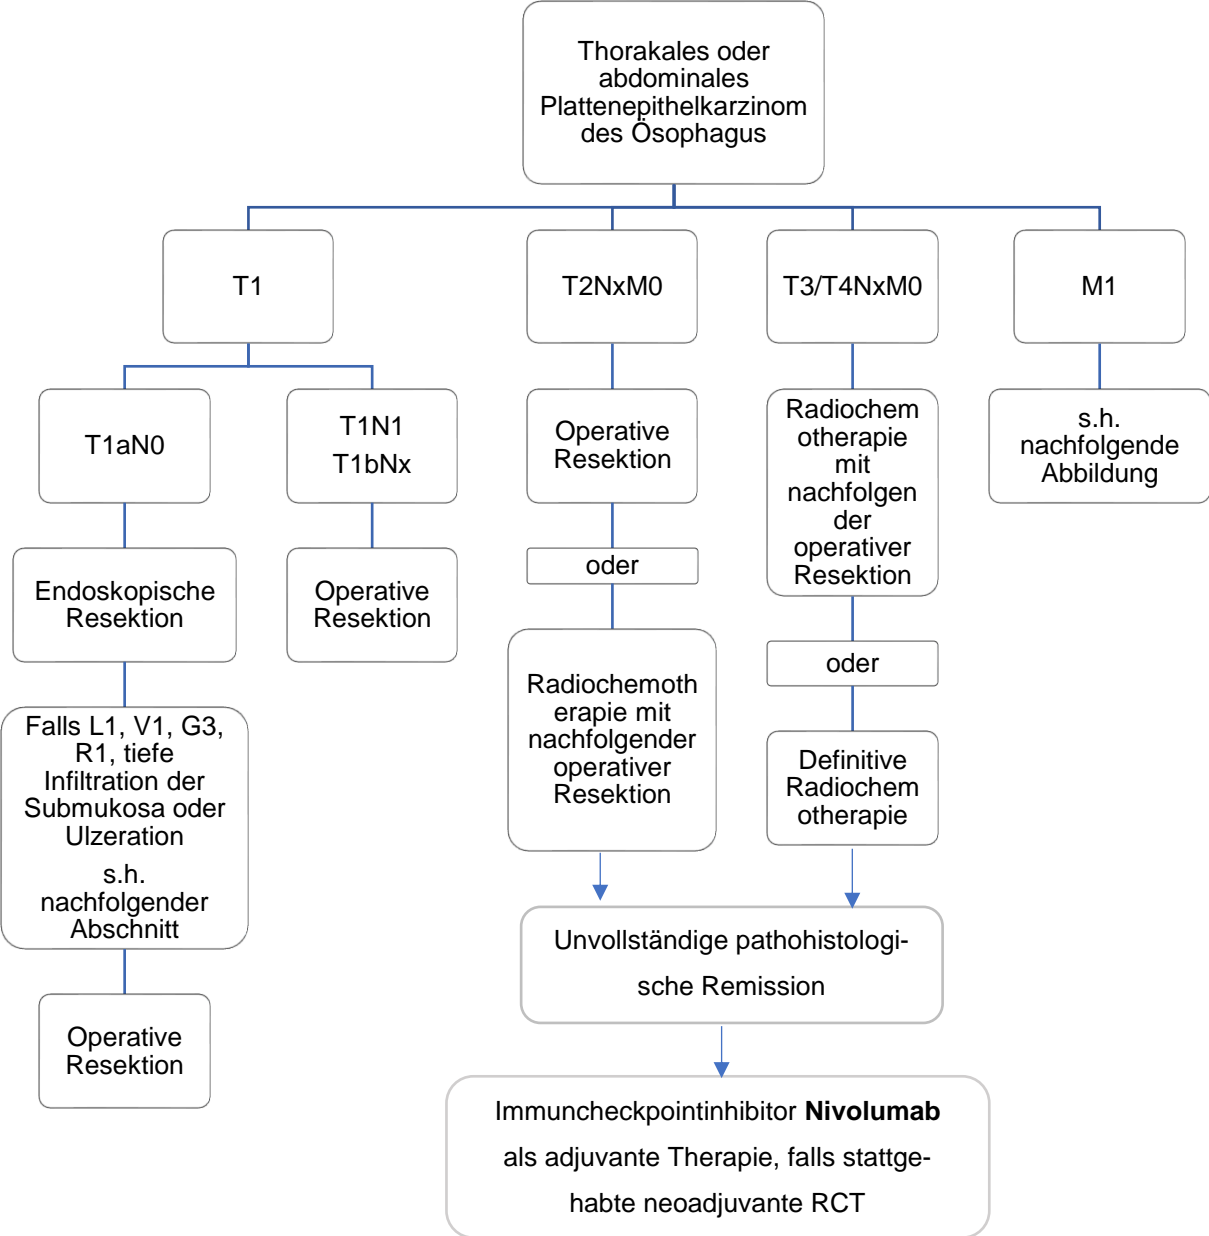 Thorakales oder
abdominales
Plattenepithelkarzinom
des Ösophagus
T1
T2NxM0
T3/T4NxM0
M1
T1aN0
T1N1
T1bNx
Operative
Resektion
Radiochem
otherapie
mit
nachfolgen
der
operativer
Resektion
s.h.
nachfolgende
Abbildung
Endoskopische
Resektion
Operative
Resektion
oder
oder
Falls L1, V1, G3,
R1, tiefe
Infiltration der
Submukosa oder
Ulzeration
s.h.
nachfolgender
Abschnitt
Radiochemoth
erapie mit
nachfolgender
operativer
Resektion
Definitive
Radiochem
otherapie
Unvollständige pathohistologi-
sche Remission
Operative
Resektion
Immuncheckpointinhibitor Nivolumab
als adjuvante Therapie, falls stattge-
habte neoadjuvante RCT